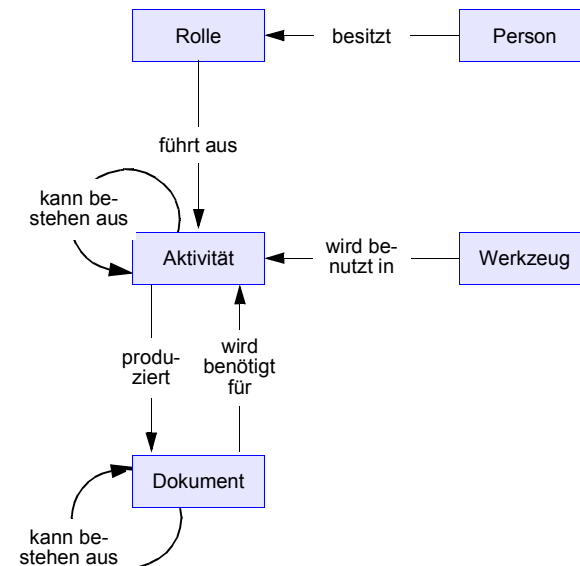 Rolle
besitzt
Person
führt aus
kann be-
stehen aus
Aktivität
wird be-
nutzt in
Werkzeug
produ-
ziert
wird
benötigt
für
Dokument
kann be-
stehen aus